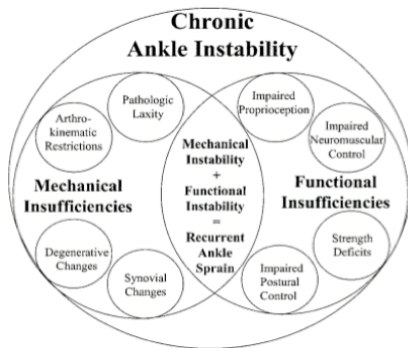 Chronic
Ankle Instability
Pathologic
Laxity
Arthro-
kinematic
Restrictions
Mechanical
Insufficiencies
Degenerative
Changes
Synovial
Changes
Mechanical
Instability
+
Functional
Instability
=
Recurrent
Ankle
Sprain
Impaired
Proprioception
Impaired
Neuromuscular
Control
Functional
Insufficiencies
Strength
Deficits
Impaired
Postural
Control